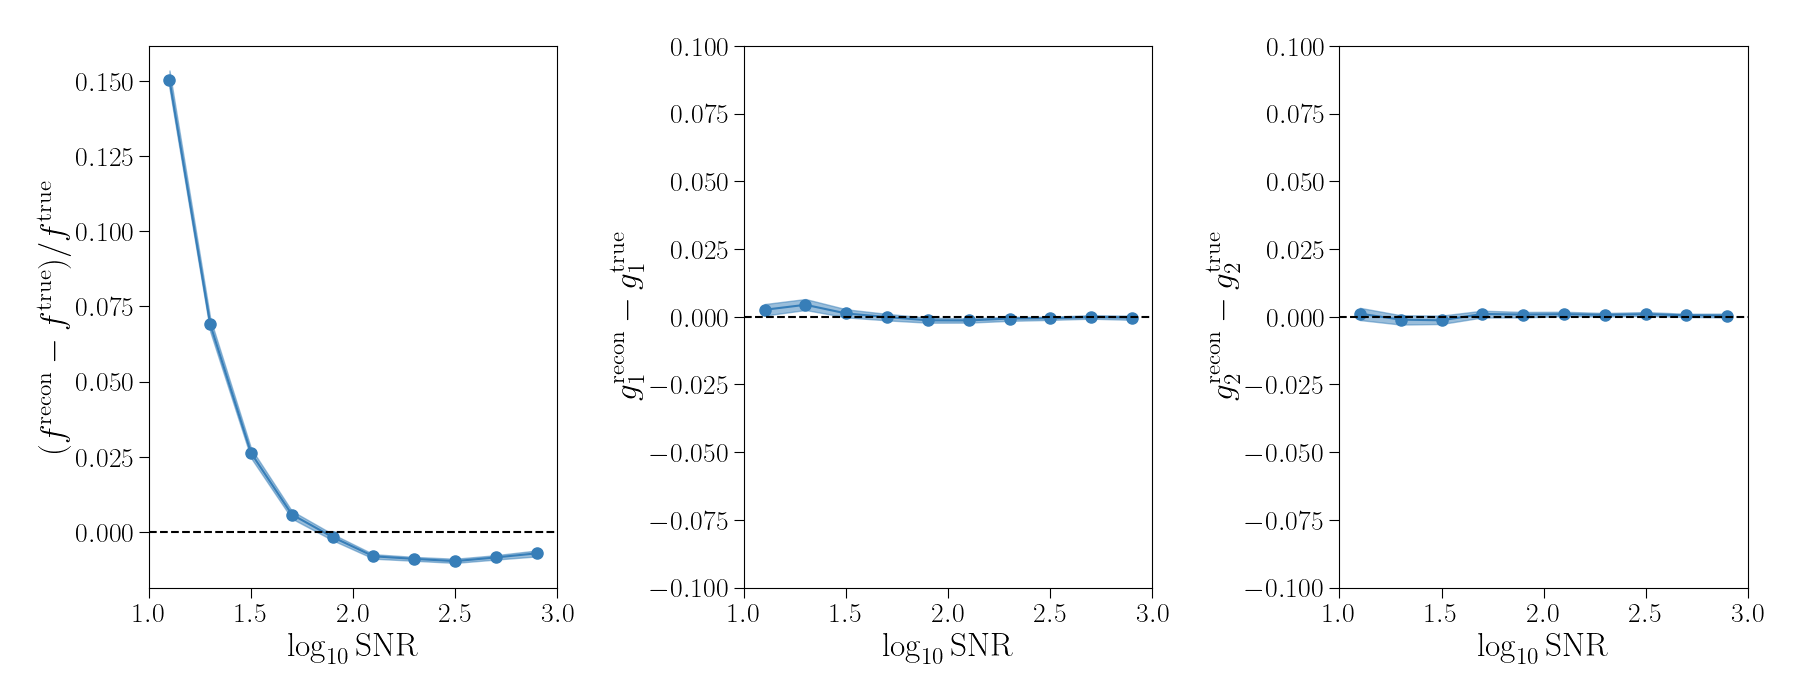 (f^recon − f^true)/f^true
0.150
0.125
0.100
0.075
0.050
0.025
0.000
1.0 1.5 2.0 2.5 3.0
log₁₀ SNR
g₁^recon − g₁^true
0.100
0.075
0.050
0.025
0.000
−0.025
−0.050
−0.075
−0.100
1.0 1.5 2.0 2.5 3.0
log₁₀ SNR
g₂^recon − g₂^true
0.100
0.075
0.050
0.025
0.000
−0.025
−0.050
−0.075
−0.100
1.0 1.5 2.0 2.5 3.0
log₁₀ SNR